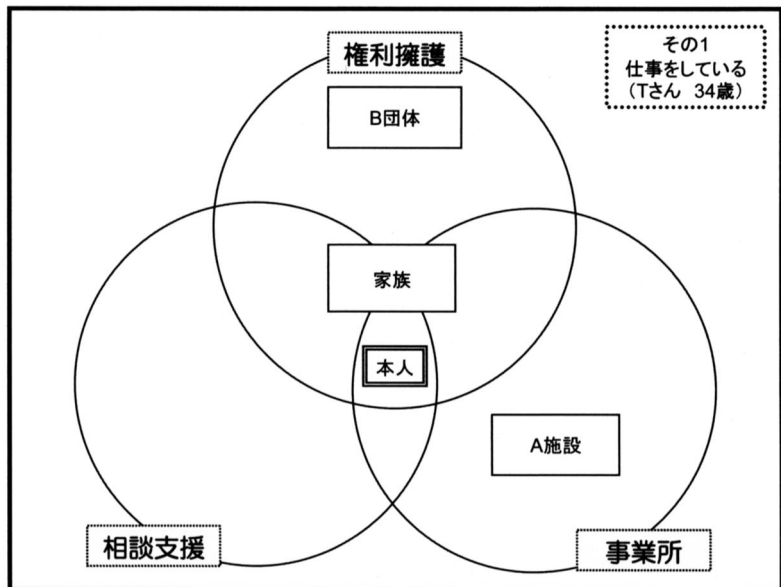 権利擁護
その1
仕事をしている
(Tさん 34歳)
B団体
家族
本人
A施設
相談支援
事業所